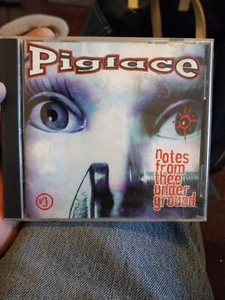 Pigface
notes
from
thee
under
ground